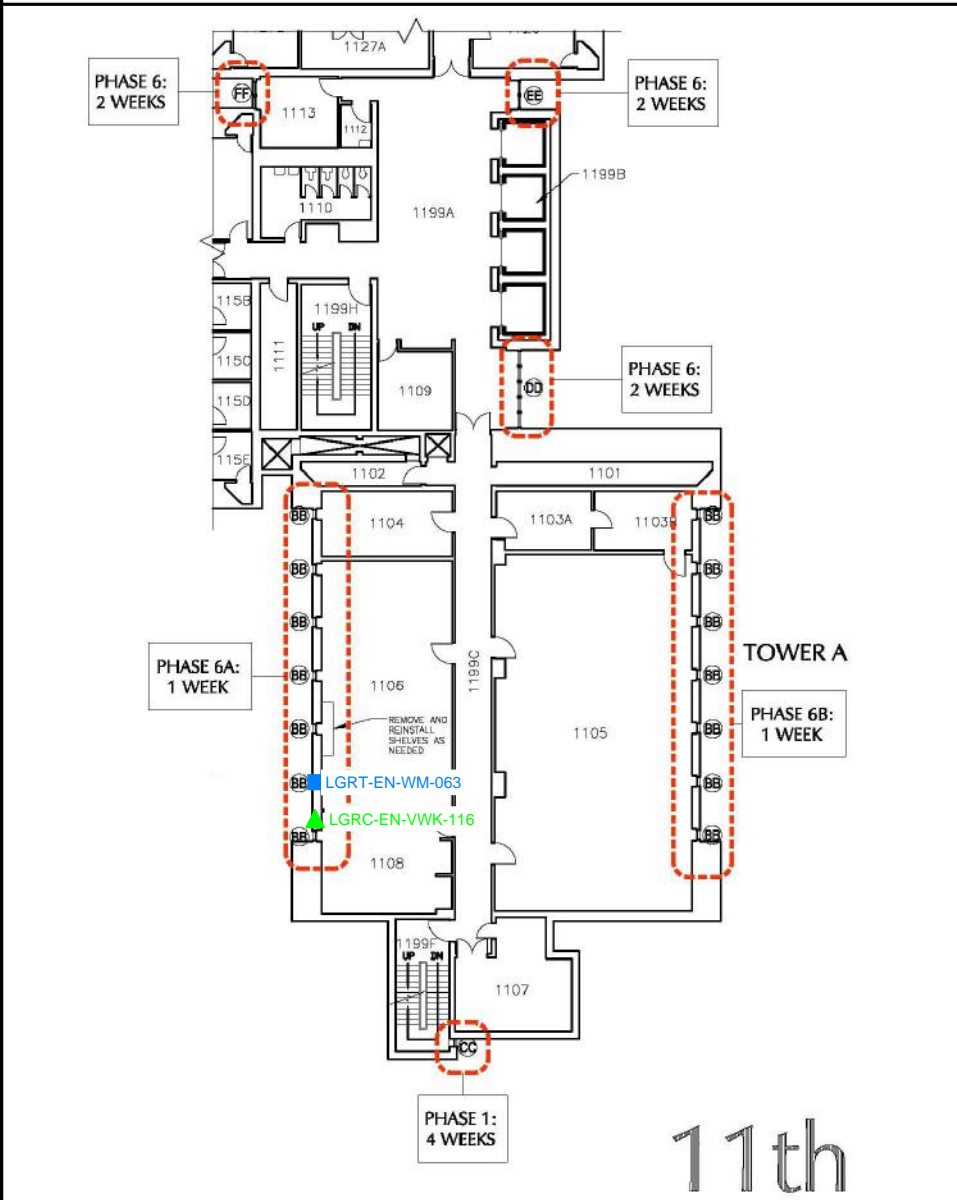 1127A
PHASE 6:
2 WEEKS
FF
1113
1112
EE
PHASE 6:
2 WEEKS
1199B
1110
1199A
115B
1199H
UP
DN
115C
1111
1109
DD
PHASE 6:
2 WEEKS
115D
115E
1102
1101
BB
1104
1103A
1103B
BB
BB
BB
BB
BB
TOWER A
PHASE 6A:
1 WEEK
BB
1106
1199C
BB
REMOVE AND
REINSTALL
SHELVES AS
NEEDED
BB
1105
BB
PHASE 6B:
1 WEEK
BB
LGRT-EN-WM-063
BB
LGRC-EN-VWK-116
BB
BB
1108
1199F
UP
DN
1107
CC
PHASE 1:
4 WEEKS
11th